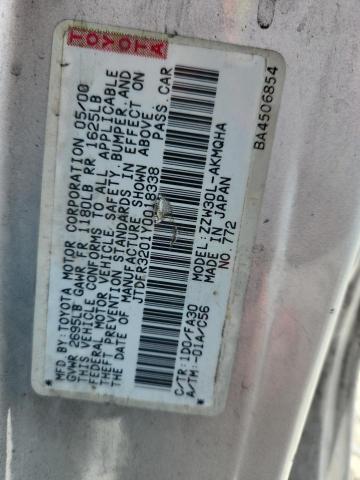 TOYOTA
MFD. BY: TOYOTA MOTOR CORPORATION 05/00
GVWR 2695LB GAWR FR 1180LB RR 1625LB
THIS VEHICLE CONFORMS TO ALL APPLICABLE
FEDERAL MOTOR VEHICLE SAFETY, BUMPER, AND
THEFT PREVENTION STANDARDS IN EFFECT ON
THE DATE OF MANUFACTURE SHOWN ABOVE
JTDFR3201Y0018338 PASS. CAR
C/TR: 1D0/FA30 MODEL: ZZW30L-AKMQHA
A/TM: -01A/C56 MADE IN JAPAN
NO. 772
BA4506854